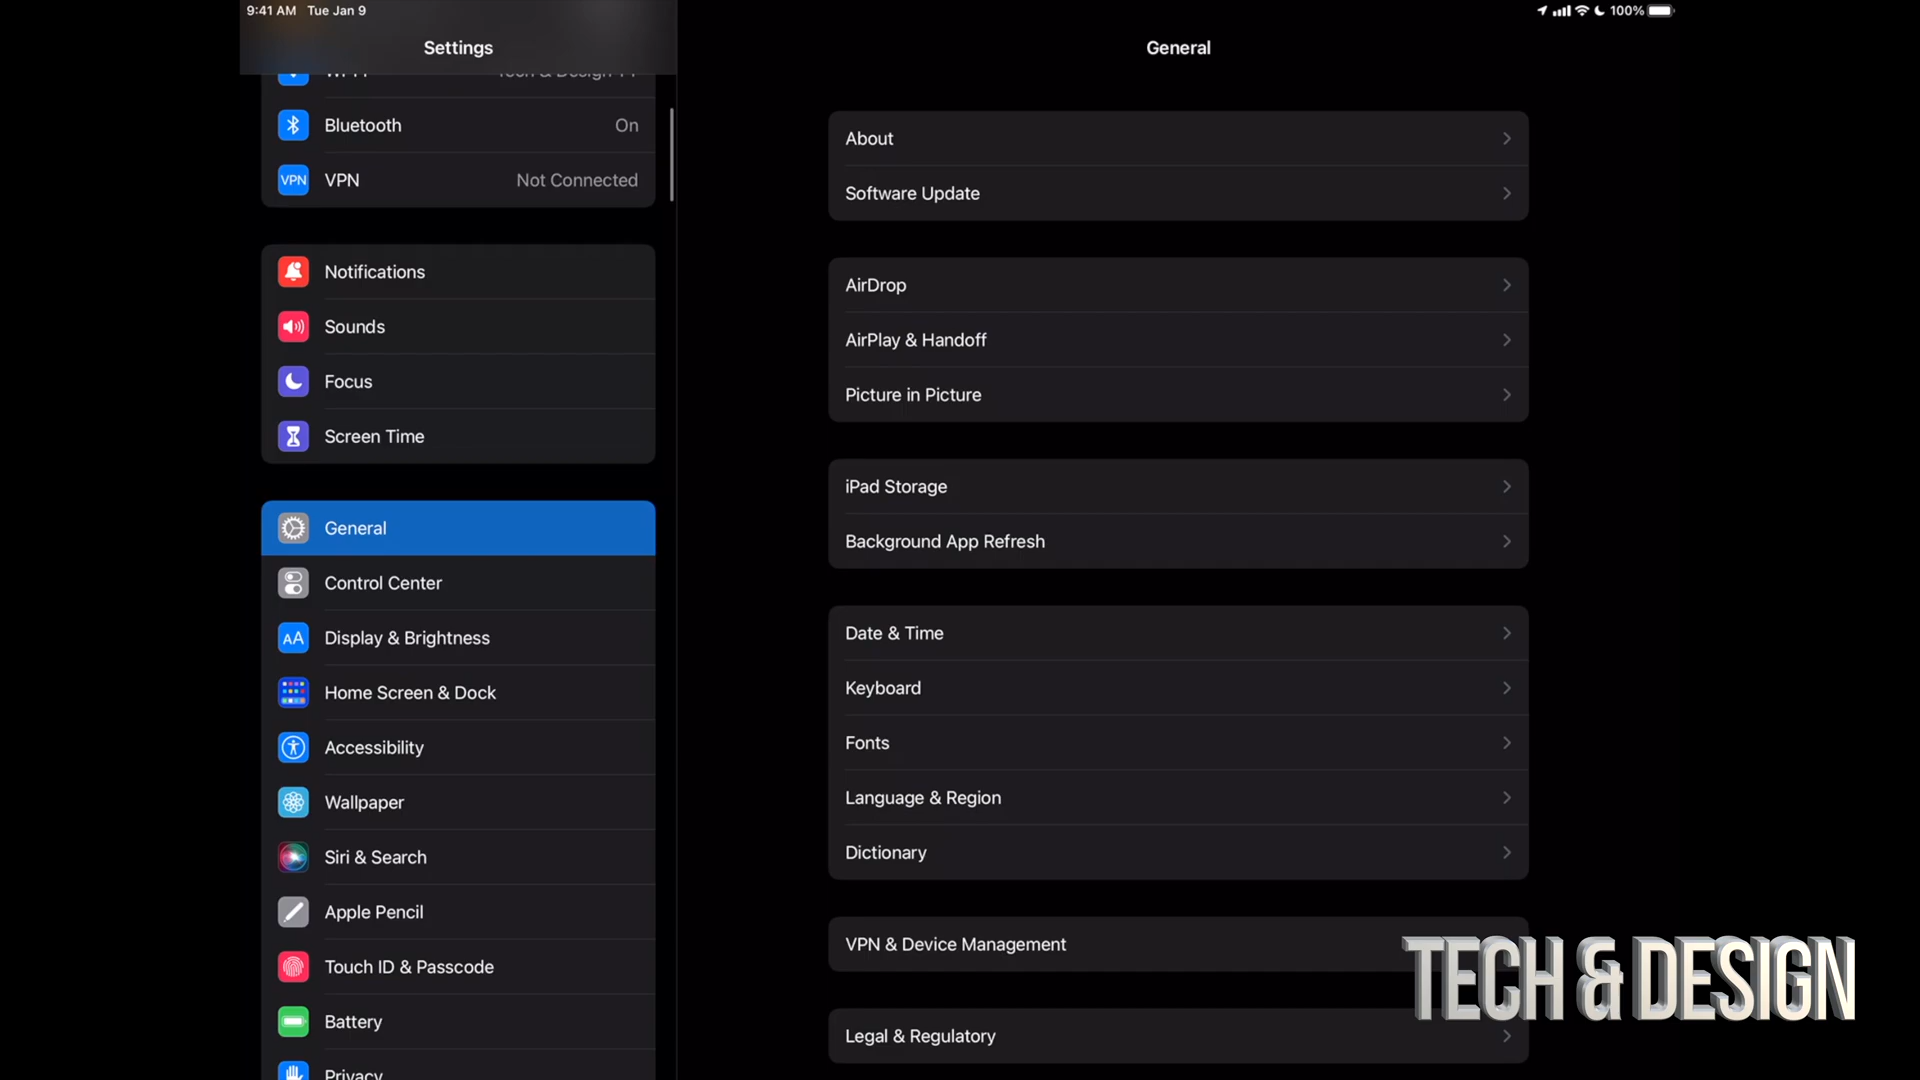 9:41 AM Tue Jan 9
100%
Settings
General
Bluetooth On
VPN VPN Not Connected
Notifications
Sounds
Focus
Screen Time
General
Control Center
AA Display & Brightness
Home Screen & Dock
Accessibility
Wallpaper
Siri & Search
Apple Pencil
Touch ID & Passcode
Battery
Privacy
About
Software Update
AirDrop
AirPlay & Handoff
Picture in Picture
iPad Storage
Background App Refresh
Date & Time
Keyboard
Fonts
Language & Region
Dictionary
VPN & Device Management
Legal & Regulatory
TECH & DESIGN